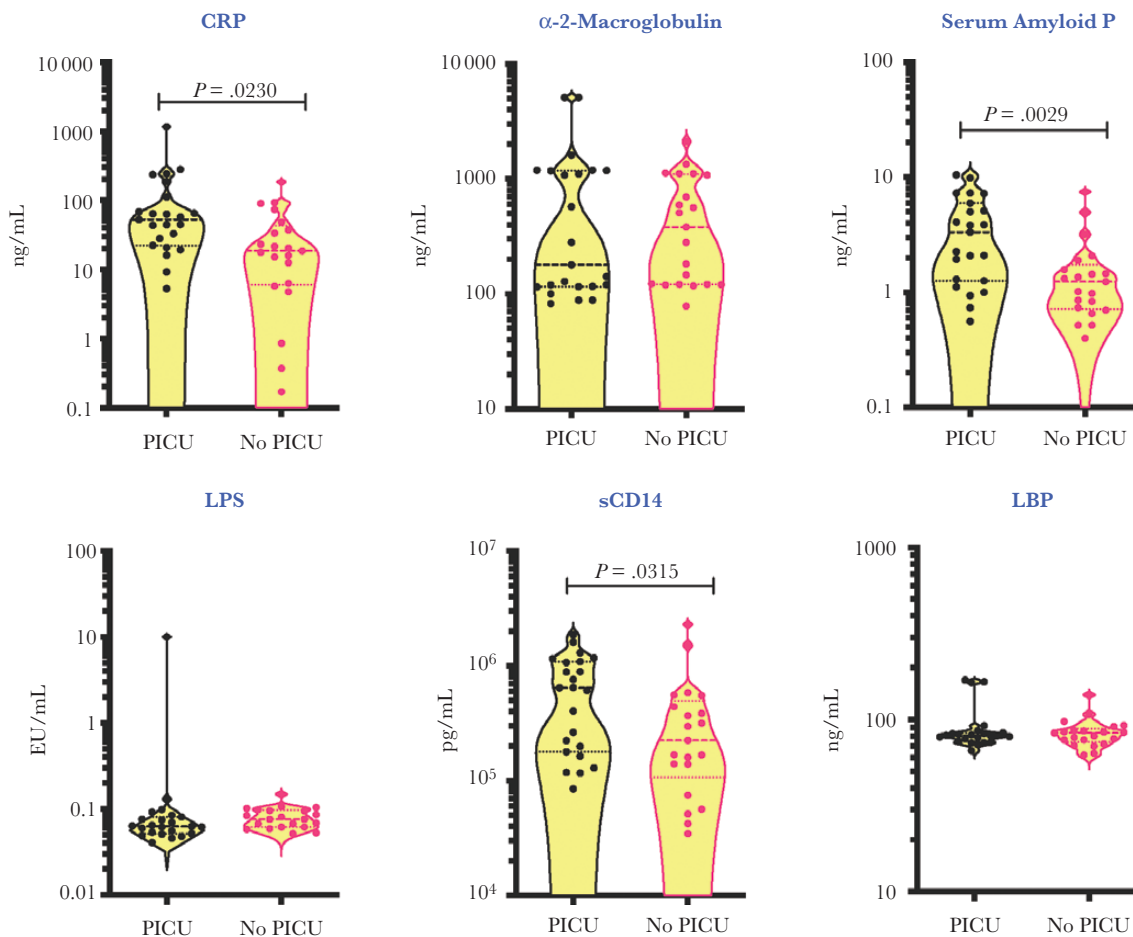 CRP
10 000
1000
100
10
1
0.1
ng/mL
P = .0230
PICU
No PICU
α-2-Macroglobulin
10 000
1000
100
10
ng/mL
PICU
No PICU
Serum Amyloid P
100
10
1
0.1
ng/mL
P = .0029
PICU
No PICU
LPS
100
10
1
0.1
0.01
EU/mL
PICU
No PICU
sCD14
10⁷
10⁶
10⁵
10⁴
pg/mL
P = .0315
PICU
No PICU
LBP
1000
100
10
ng/mL
PICU
No PICU